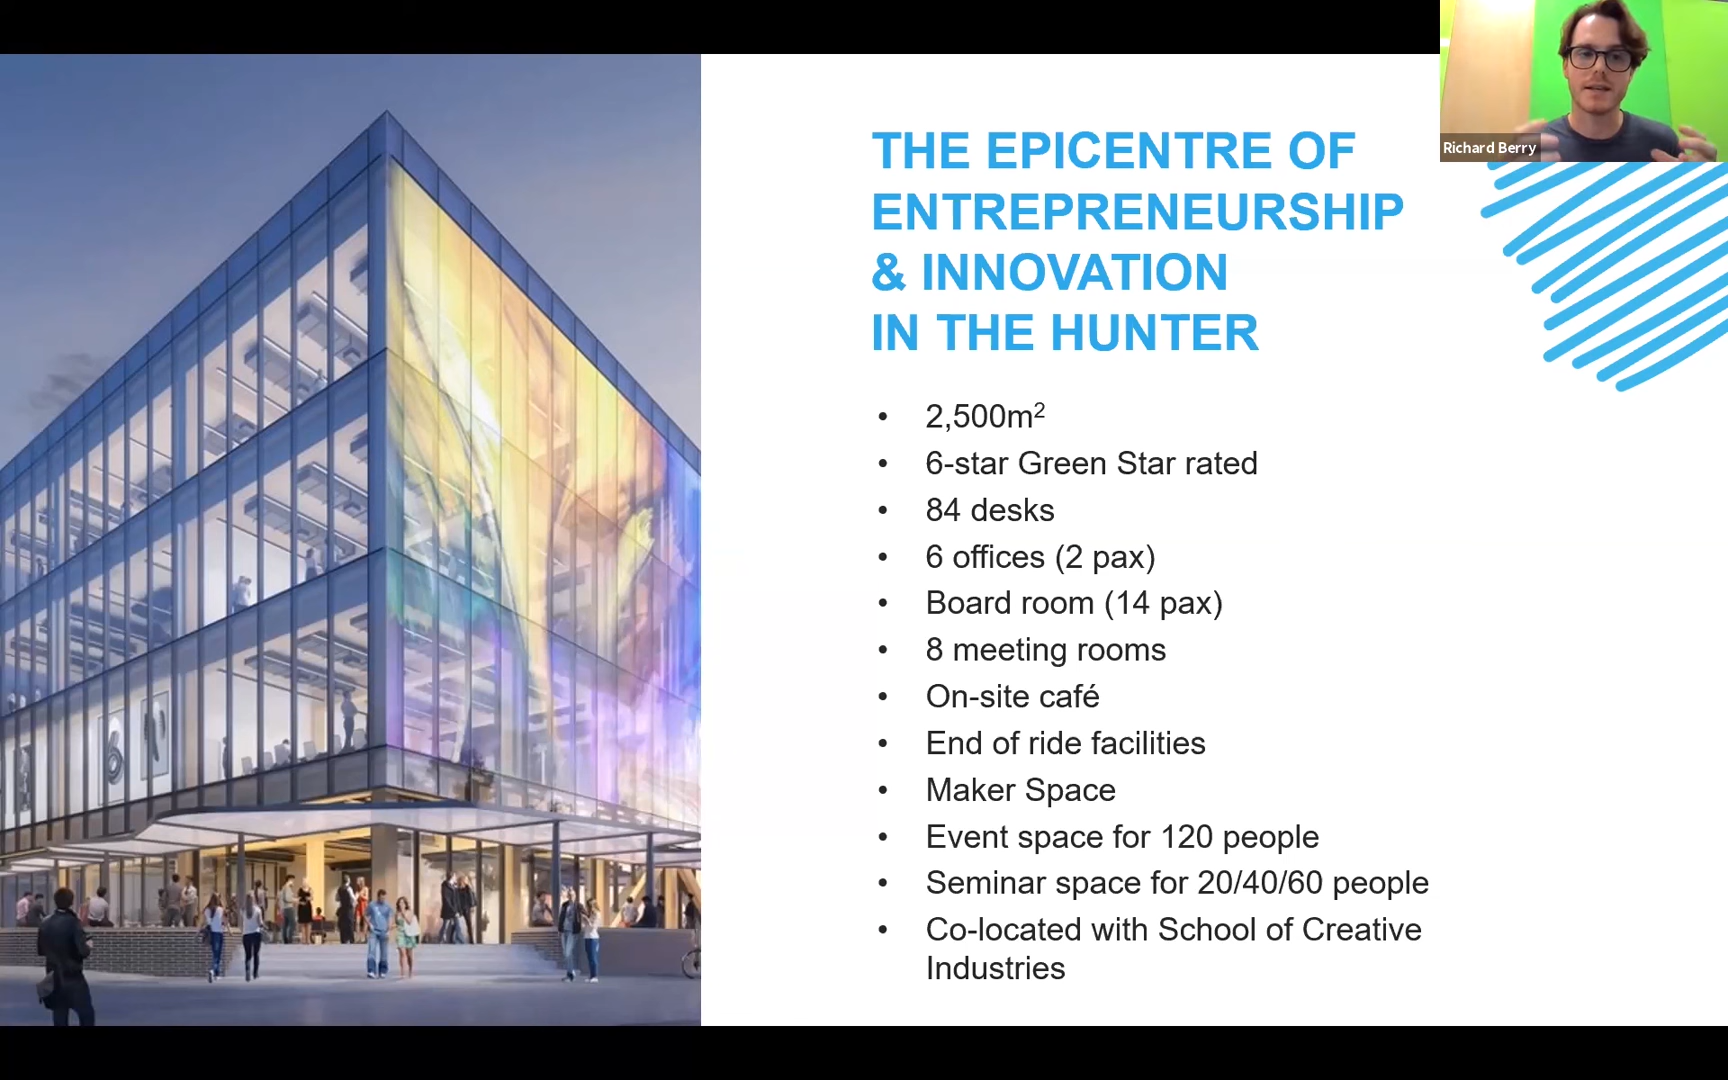 THE EPICENTRE OF
ENTREPRENEURSHIP
& INNOVATION
IN THE HUNTER
• 2,500m²
• 6-star Green Star rated
• 84 desks
• 6 offices (2 pax)
• Board room (14 pax)
• 8 meeting rooms
• On-site café
• End of ride facilities
• Maker Space
• Event space for 120 people
• Seminar space for 20/40/60 people
• Co-located with School of Creative
Industries
Richard Berry